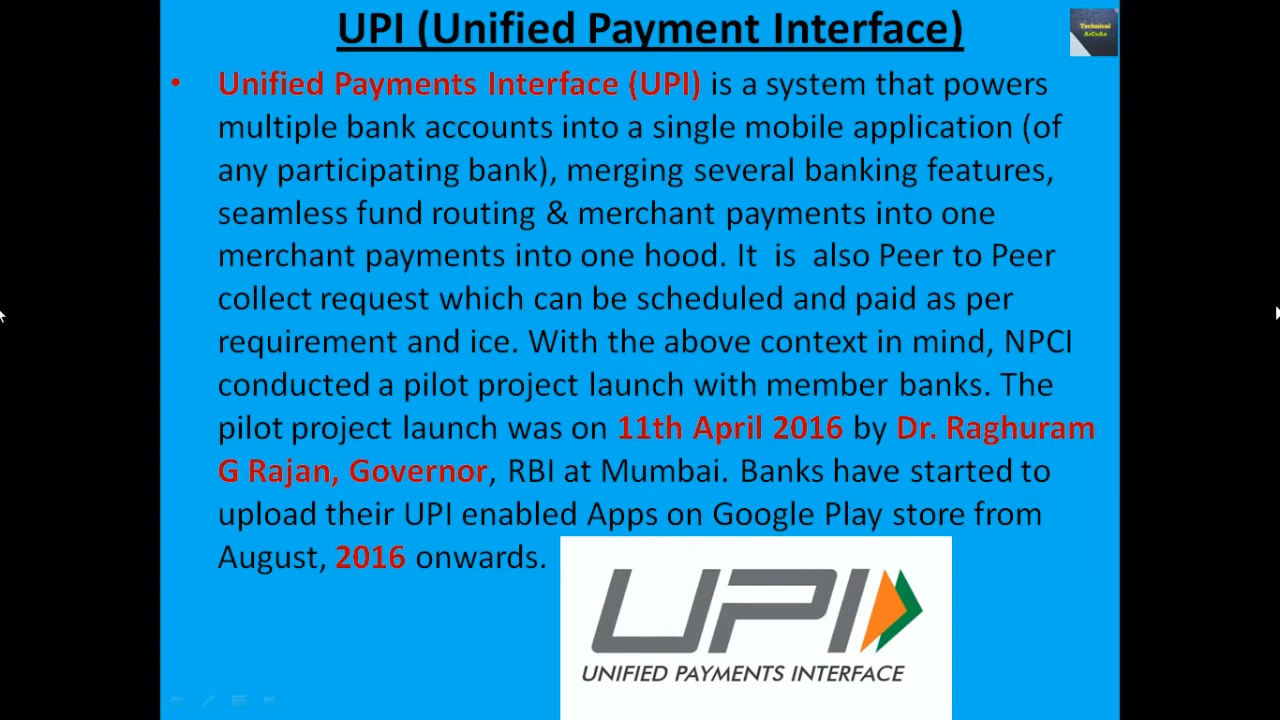 UPI (Unified Payment Interface)
Technical
ArCsAn
• Unified Payments Interface (UPI) is a system that powers
multiple bank accounts into a single mobile application (of
any participating bank), merging several banking features,
seamless fund routing & merchant payments into one
merchant payments into one hood. It is also Peer to Peer
collect request which can be scheduled and paid as per
requirement and ice. With the above context in mind, NPCI
conducted a pilot project launch with member banks. The
pilot project launch was on 11th April 2016 by Dr. Raghuram
G Rajan, Governor, RBI at Mumbai. Banks have started to
upload their UPI enabled Apps on Google Play store from
August, 2016 onwards.
UPI
UNIFIED PAYMENTS INTERFACE